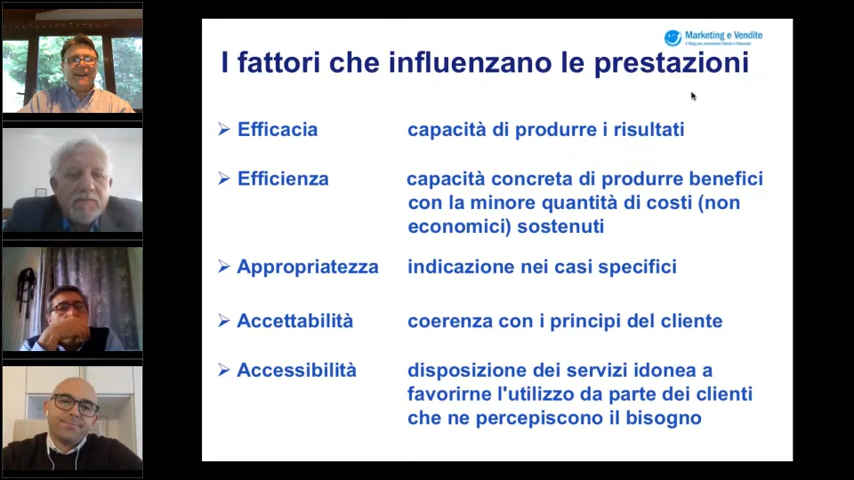 Marketing e Vendite
I fattori che influenzano le prestazioni
Efficacia capacità di produrre i risultati
Efficienza capacità concreta di produrre benefici
con la minore quantità di costi (non
economici) sostenuti
Appropriatezza indicazione nei casi specifici
Accettabilità coerenza con i principi del cliente
Accessibilità disposizione dei servizi idonea a
favorirne l'utilizzo da parte dei clienti
che ne percepiscono il bisogno